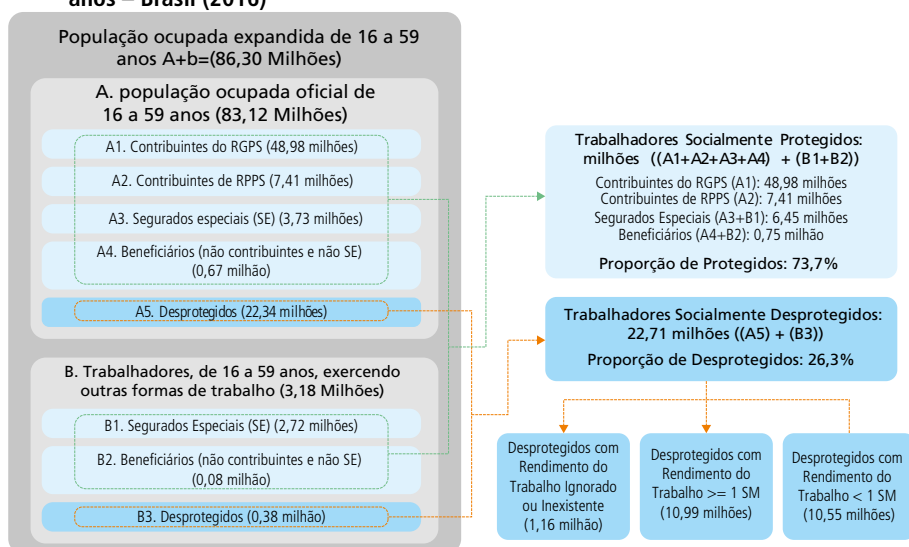 anos – Brasil (2016)
População ocupada expandida de 16 a 59
anos A+b=(86,30 Milhões)
A. população ocupada oficial de
16 a 59 anos (83,12 Milhões)
A1. Contribuintes do RGPS (48,98 milhões)
A2. Contribuintes de RPPS (7,41 milhões)
A3. Segurados especiais (SE) (3,73 milhões)
A4. Beneficiários (não contribuintes e não SE)
(0,67 milhão)
A5. Desprotegidos (22,34 milhões)
B. Trabalhadores, de 16 a 59 anos, exercendo
outras formas de trabalho (3,18 Milhões)
B1. Segurados Especiais (SE) (2,72 milhões)
B2. Beneficiários (não contribuintes e não SE)
(0,08 milhão)
B3. Desprotegidos (0,38 milhão)
Trabalhadores Socialmente Protegidos:
milhões ((A1+A2+A3+A4) + (B1+B2))
Contribuintes do RGPS (A1): 48,98 milhões
Contribuintes de RPPS (A2): 7,41 milhões
Segurados Especiais (A3+B1): 6,45 milhões
Beneficiários (A4+B2): 0,75 milhão
Proporção de Protegidos: 73,7%
Trabalhadores Socialmente Desprotegidos:
22,71 milhões ((A5) + (B3))
Proporção de Desprotegidos: 26,3%
Desprotegidos com
Rendimento do
Trabalho Ignorado
ou Inexistente
(1,16 milhão)
Desprotegidos com
Rendimento do
Trabalho >= 1 SM
(10,99 milhões)
Desprotegidos com
Rendimento do
Trabalho < 1 SM
(10,55 milhões)